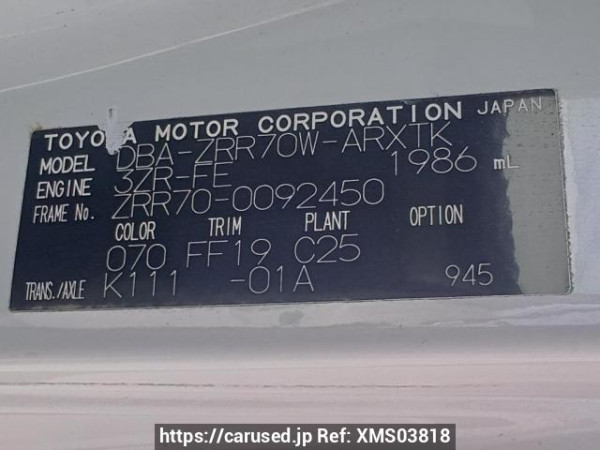 TOYOTA MOTOR CORPORATION JAPAN
MODEL DBA-ZRR70W-ARXTK
ENGINE 3ZR-FE 1986 mL
FRAME No. ZRR70-0092450
COLOR TRIM PLANT OPTION
070 FF19 C25
TRANS./AXLE K111 -01A 945
https://carused.jp Ref: XMS03818